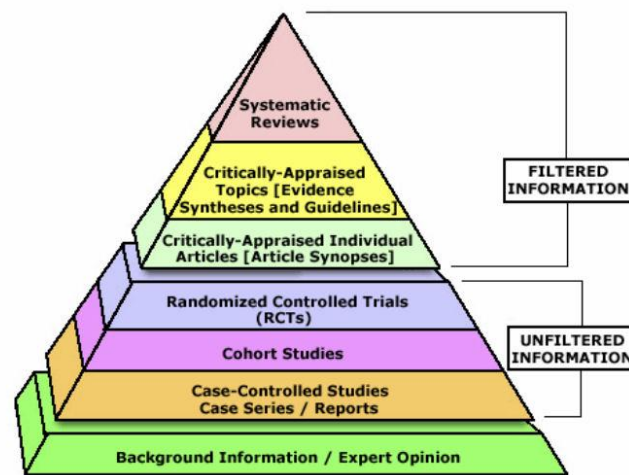 Systematic
Reviews
Critically-Appraised
Topics [Evidence
Syntheses and Guidelines]
FILTERED
INFORMATION
Critically-Appraised Individual
Articles [Article Synopses]
Randomized Controlled Trials
(RCTs)
UNFILTERED
INFORMATION
Cohort Studies
Case-Controlled Studies
Case Series / Reports
Background Information / Expert Opinion